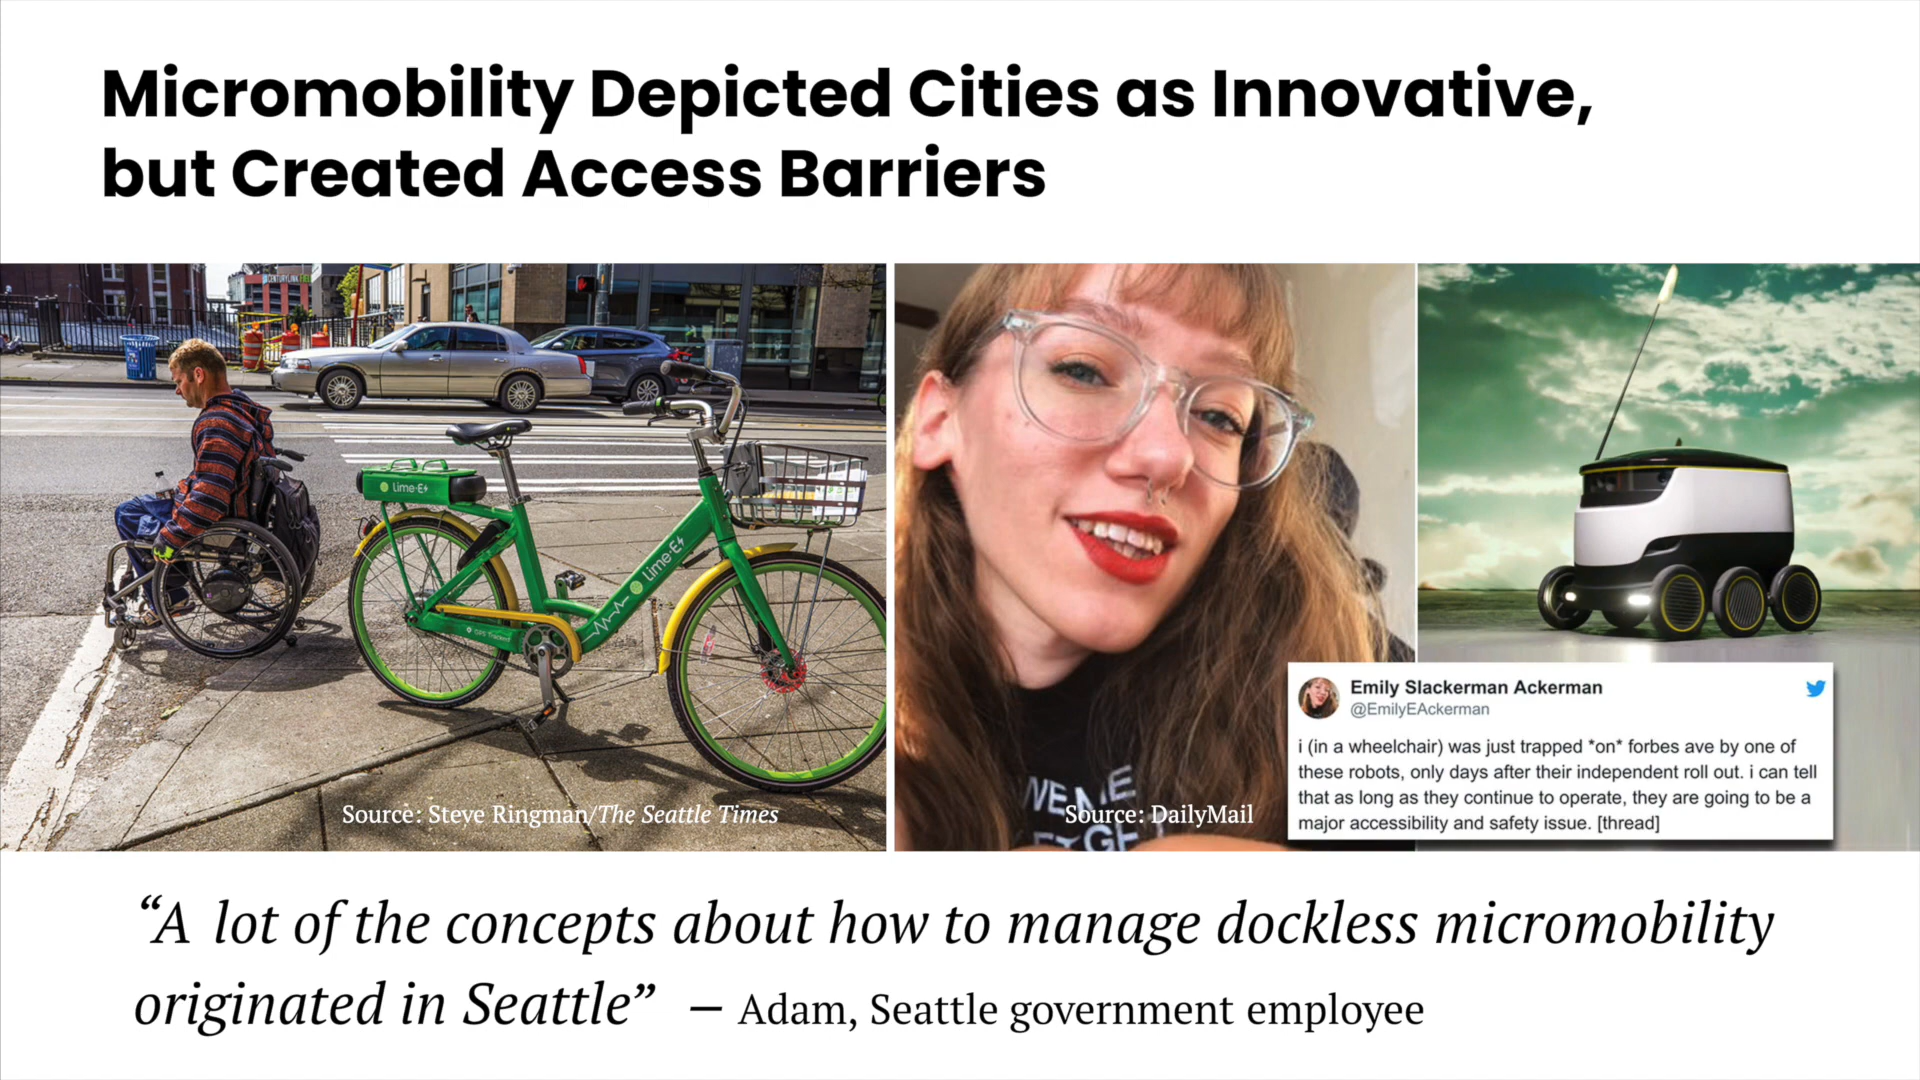 Micromobility Depicted Cities as Innovative,
but Created Access Barriers
CENTURYLINK
Lime-E
Lime-E
GPS Tracked
Source: Steve Ringman/The Seattle Times
Source: DailyMail
Emily Slackerman Ackerman
@EmilyEAckerman
i (in a wheelchair) was just trapped *on* forbes ave by one of
these robots, only days after their independent roll out. i can tell
that as long as they continue to operate, they are going to be a
major accessibility and safety issue. [thread]
“A lot of the concepts about how to manage dockless micromobility
originated in Seattle” — Adam, Seattle government employee